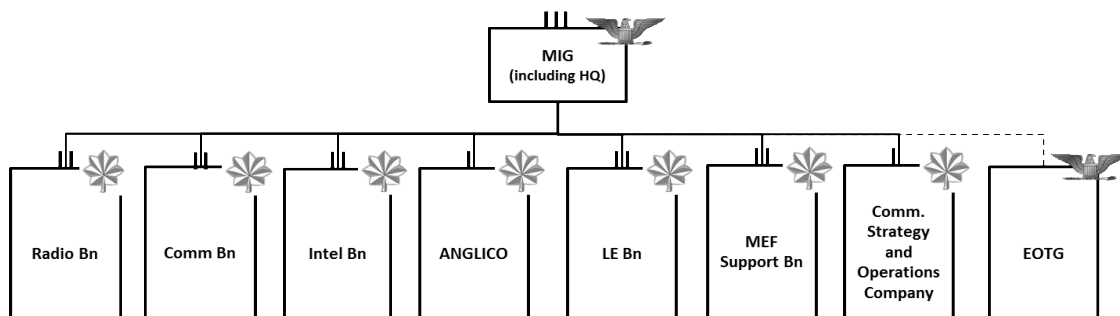 MIG
(including HQ)
Radio Bn
Comm Bn
Intel Bn
ANGLICO
LE Bn
MEF
Support Bn
Comm.
Strategy
and
Operations
Company
EOTG